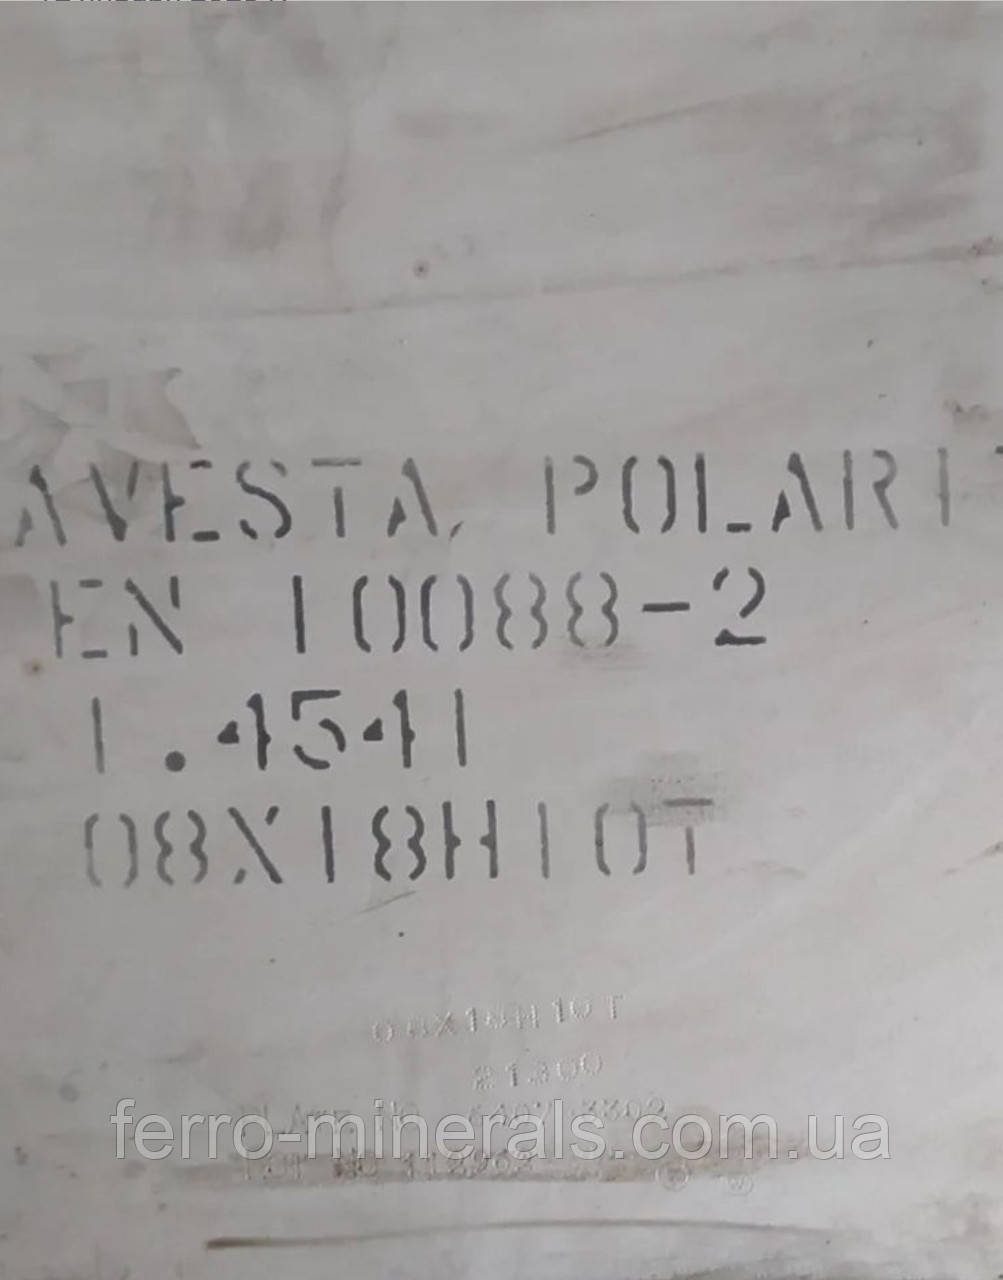 AVESTA, POLARI
EN 10088-2
1.4541
08X18H10T
08X18H10T
21300
ferro-minerals.com.ua